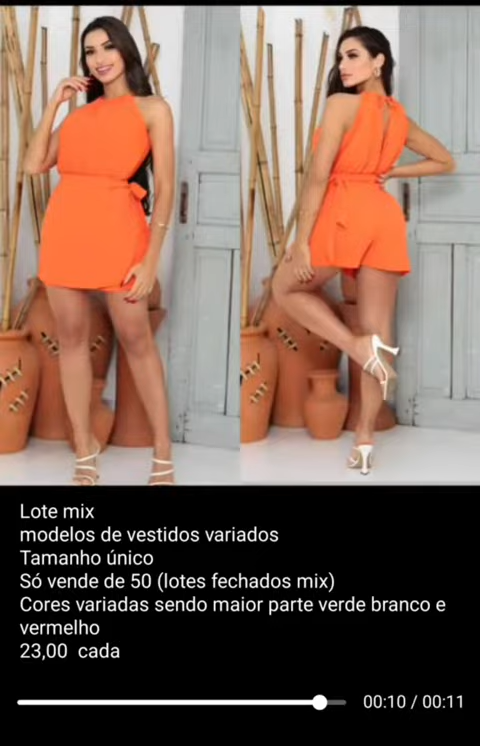 Lote mix
modelos de vestidos variados
Tamanho único
Só vende de 50 (lotes fechados mix)
Cores variadas sendo maior parte verde branco e
vermelho
23,00  cada
00:10 / 00:11